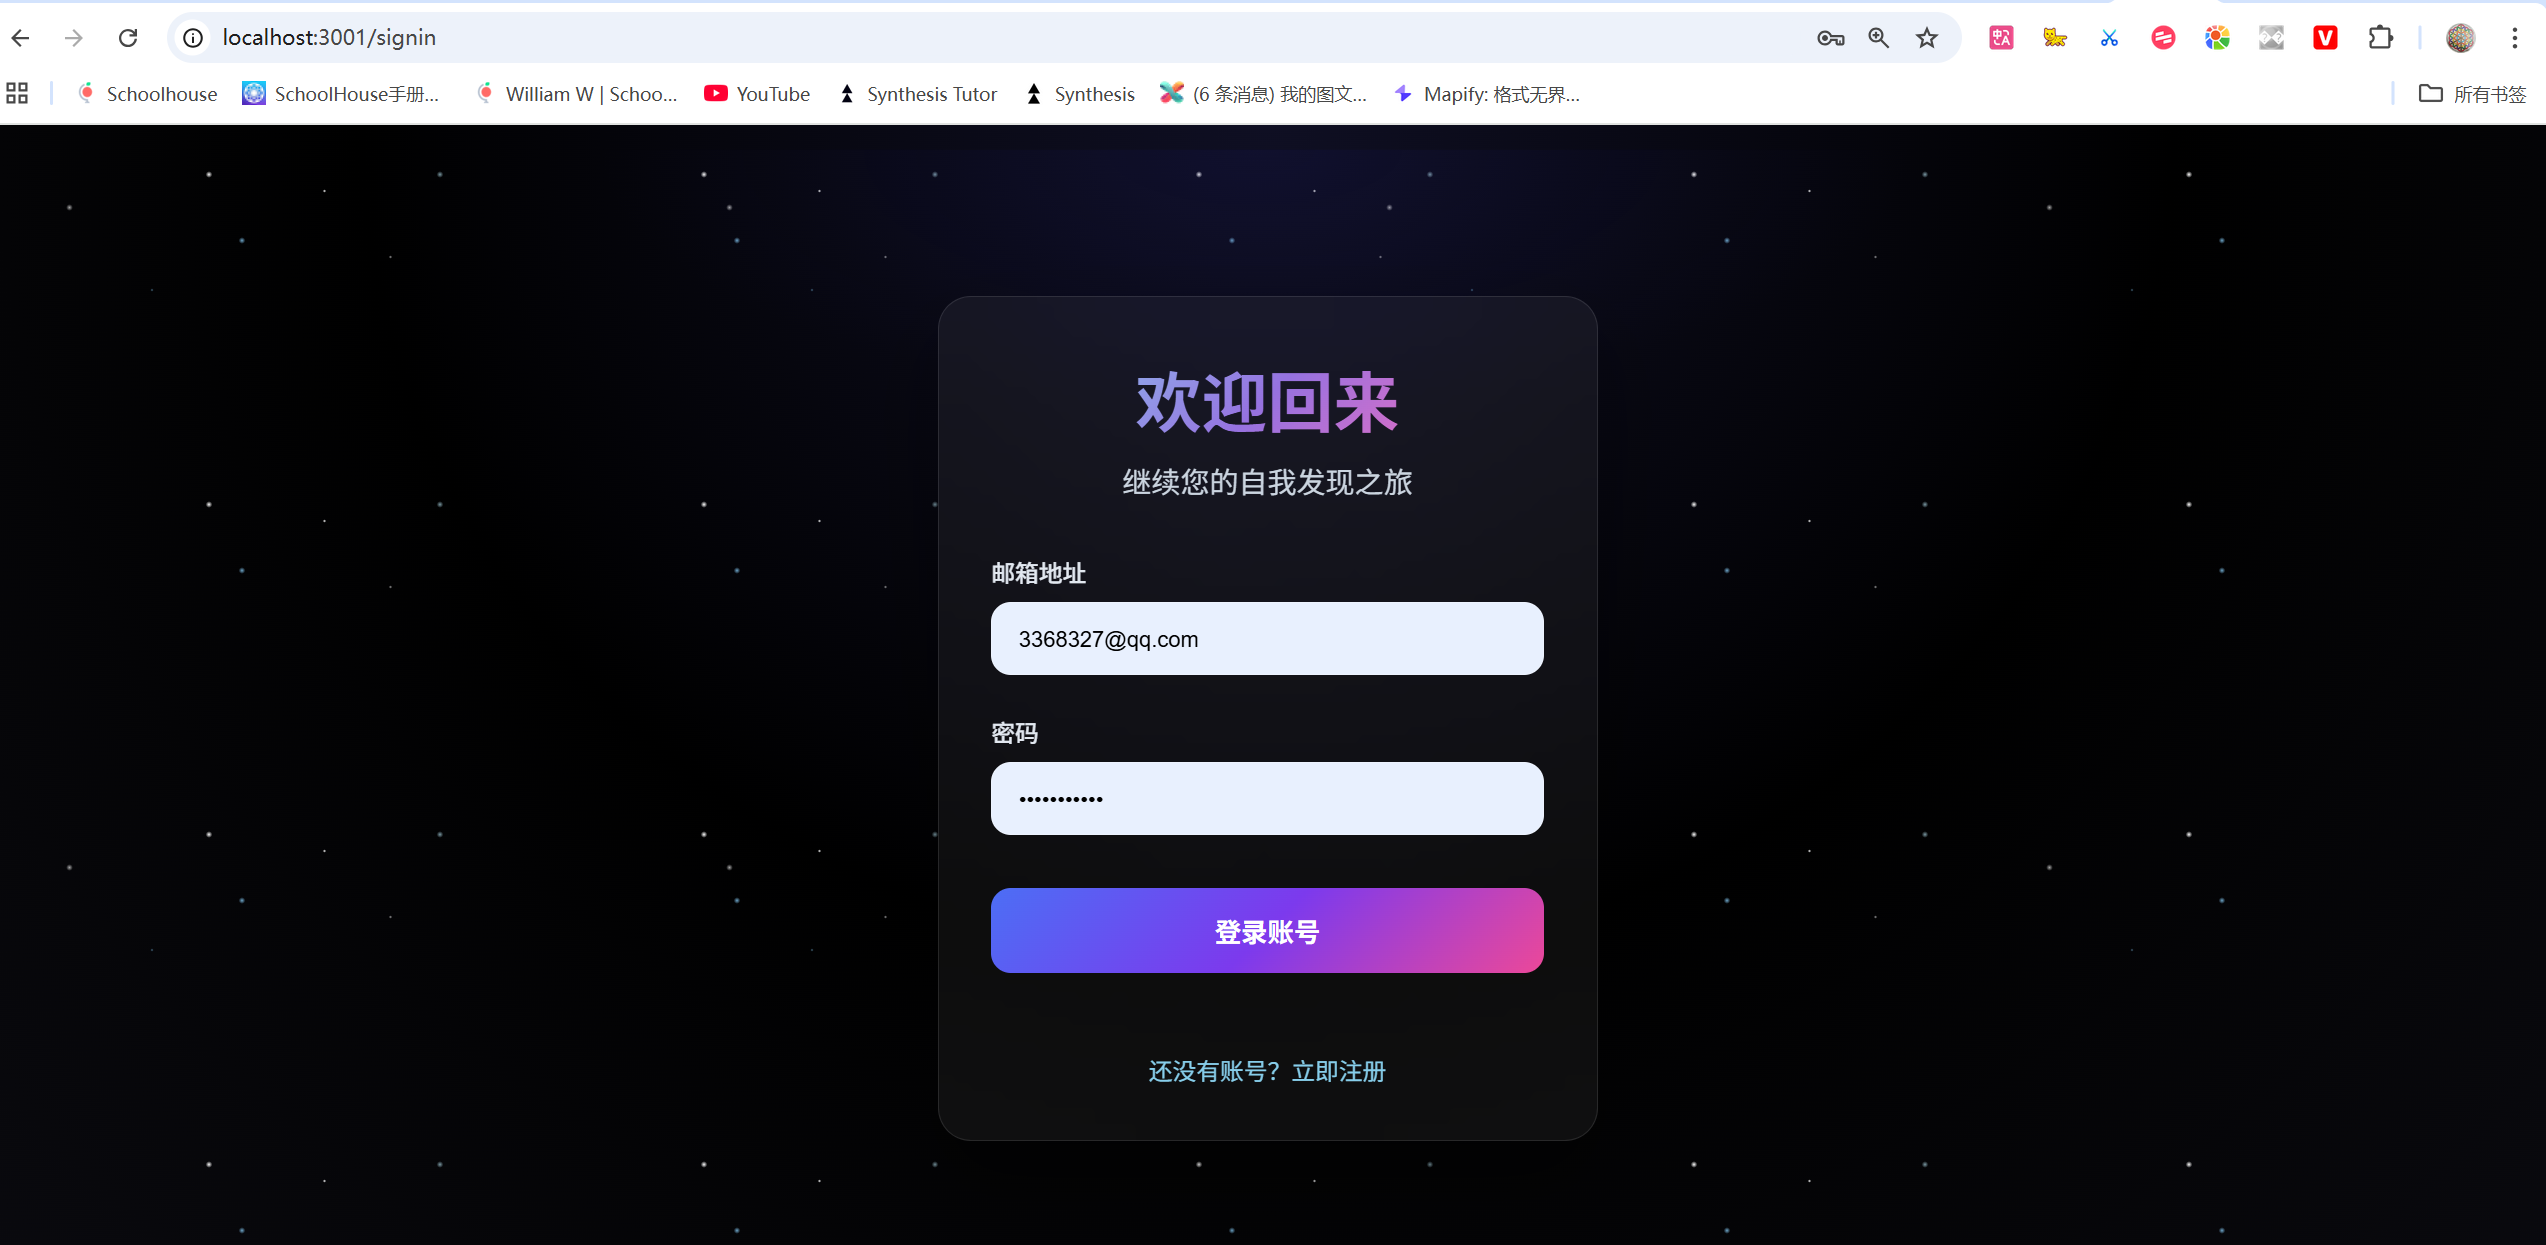 localhost:3001/signin
Schoolhouse
SchoolHouse手册...
William W | Schoo...
YouTube
Synthesis Tutor
Synthesis
(6 条消息) 我的图文...
Mapify: 格式无界...
所有书签
欢迎回来
继续您的自我发现之旅
邮箱地址
3368327@qq.com
密码
•••••••••••
登录账号
还没有账号？立即注册